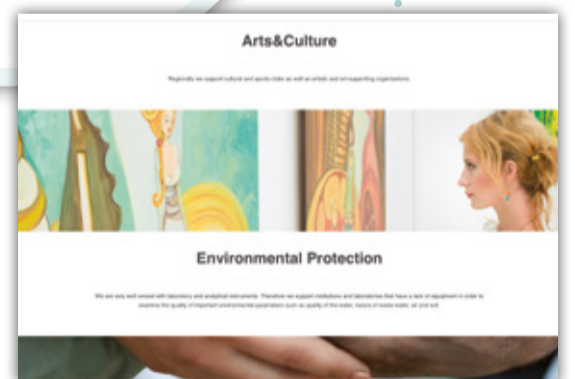 Arts&Culture
Regionally we support cultural and sports clubs as well as artistic and art-supporting organizations.
Environmental Protection
We are very well versed with laboratory and analytical instruments. Therefore we support institutions and laboratories that have a lack of equipment in order to
examine the quality of important environmental parameters such as quality of the water, nature of waste water, air and soil.